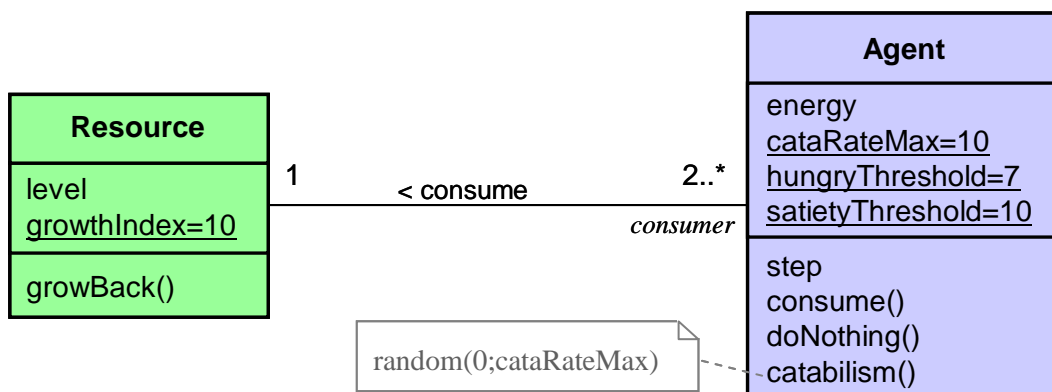 Resource
level
growthIndex=10
growBack()
1
< consume
2..*
consumer
Agent
energy
cataRateMax=10
hungryThreshold=7
satietyThreshold=10
step
consume()
doNothing()
catabilism()
random(0;cataRateMax)